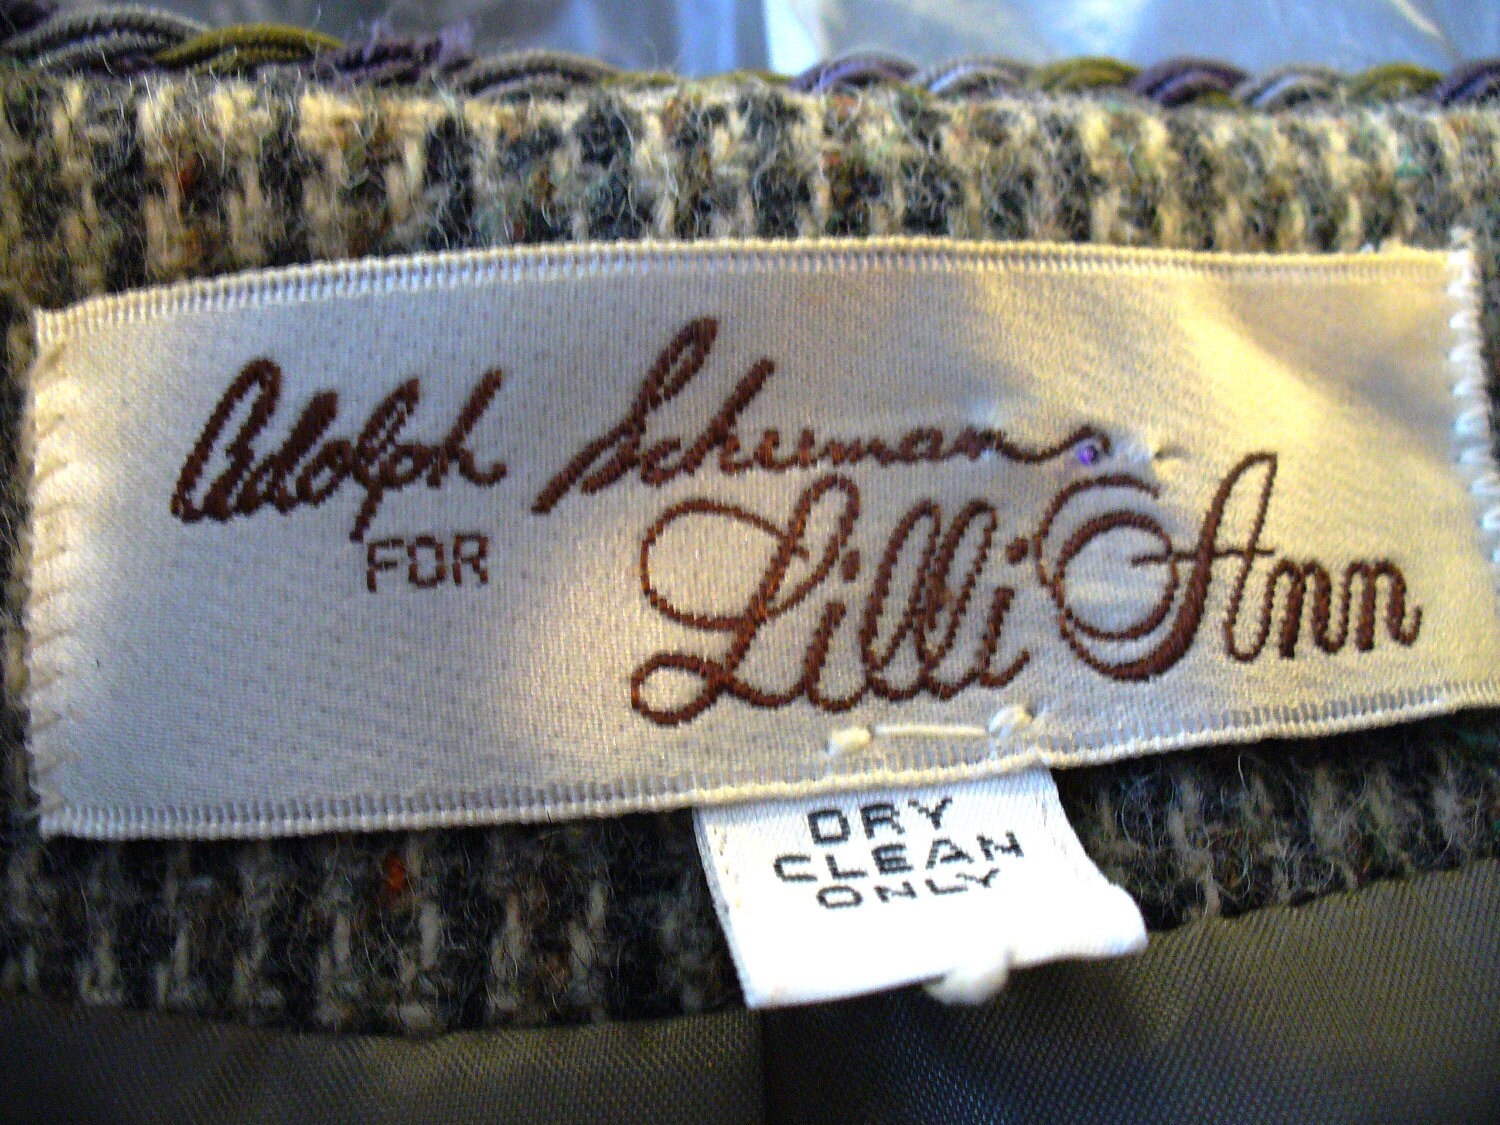 Adolph Schuman
FOR
Lilli Ann
DRY
CLEAN
ONLY